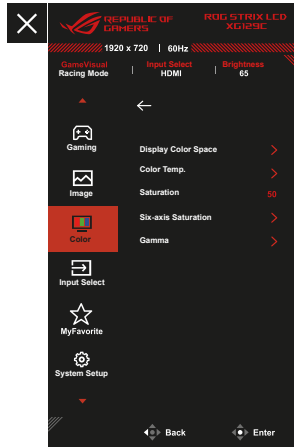 REPUBLIC OF
GAMERS
ROG STRIX LCD
XG129C
1920 x 720 | 60Hz
GameVisual
Racing Mode
Input Select
HDMI
Brightness
65
Gaming
Image
Color
Input Select
MyFavorite
System Setup
Display Color Space
Color Temp.
Saturation 50
Six-axis Saturation
Gamma
Back
Enter